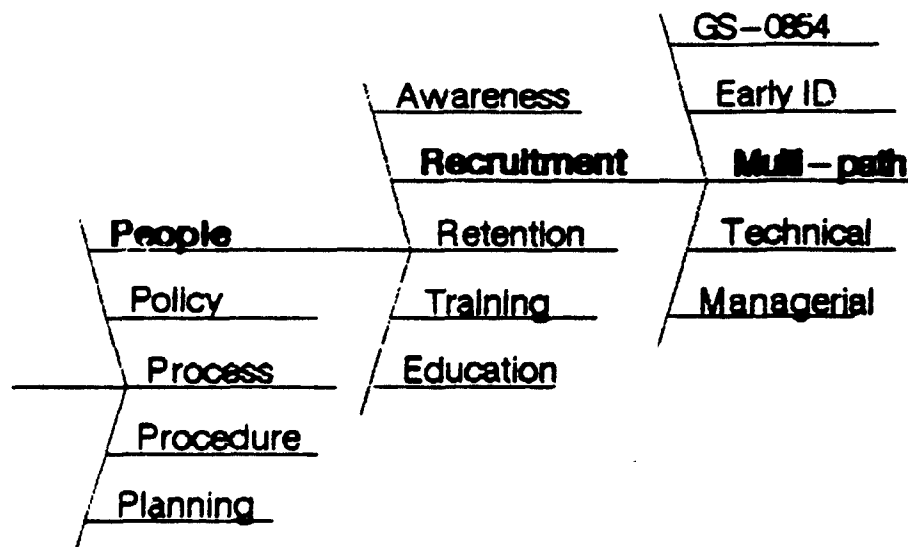 People
Policy
Process
Procedure
Planning
Awareness
Recruitment
Retention
Training
Education
GS-0854
Early ID
Multi-path
Technical
Managerial